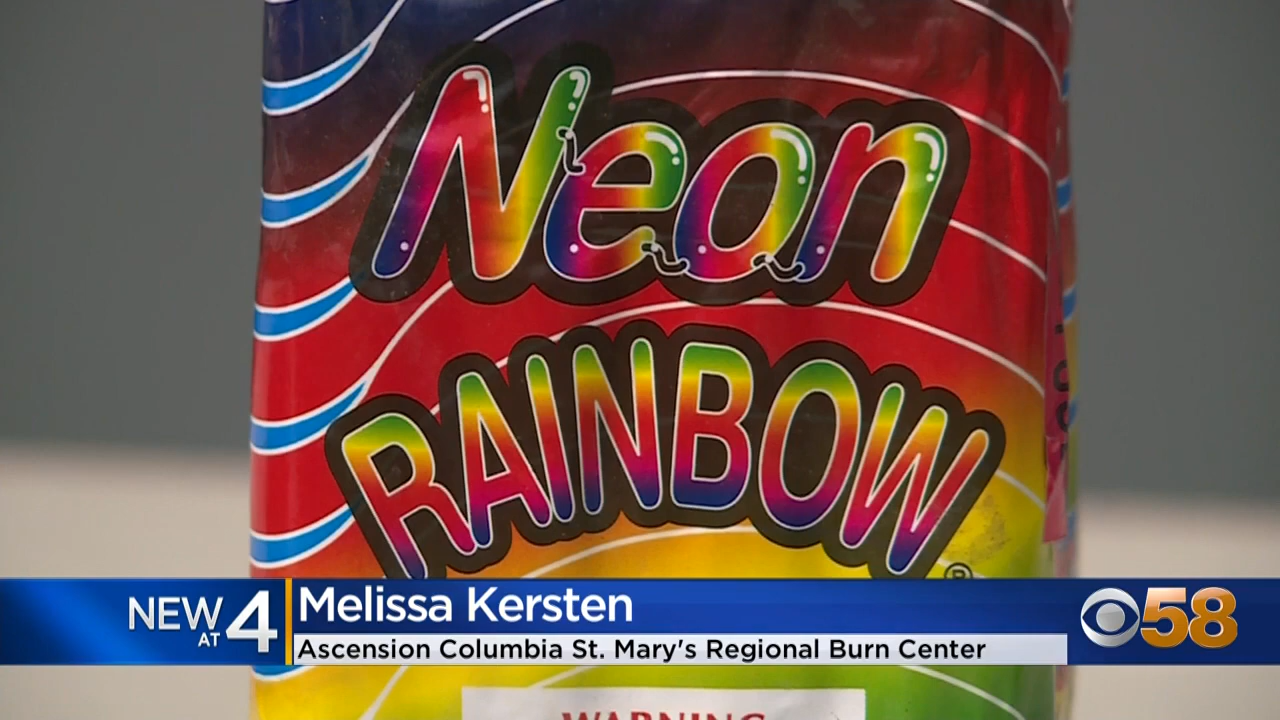 Neon
RAINBOW®
NEW AT 4
Melissa Kersten
Ascension Columbia St. Mary's Regional Burn Center
58
WARNING